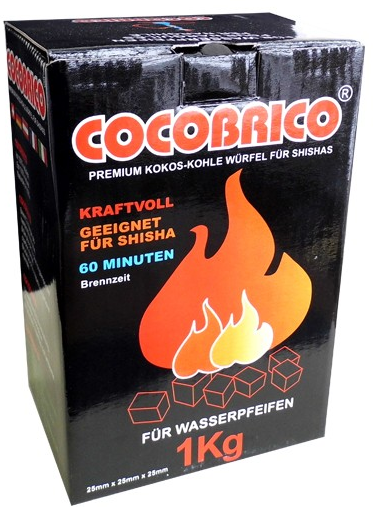 COCOBRICO®
PREMIUM KOKOS-KOHLE WÜRFEL FÜR SHISHAS
KRAFTVOLL
GEEIGNET
FÜR SHISHA
60 MINUTEN
Brennzeit
FÜR WASSERPFEIFEN
1Kg
25mm x 25mm x 25mm